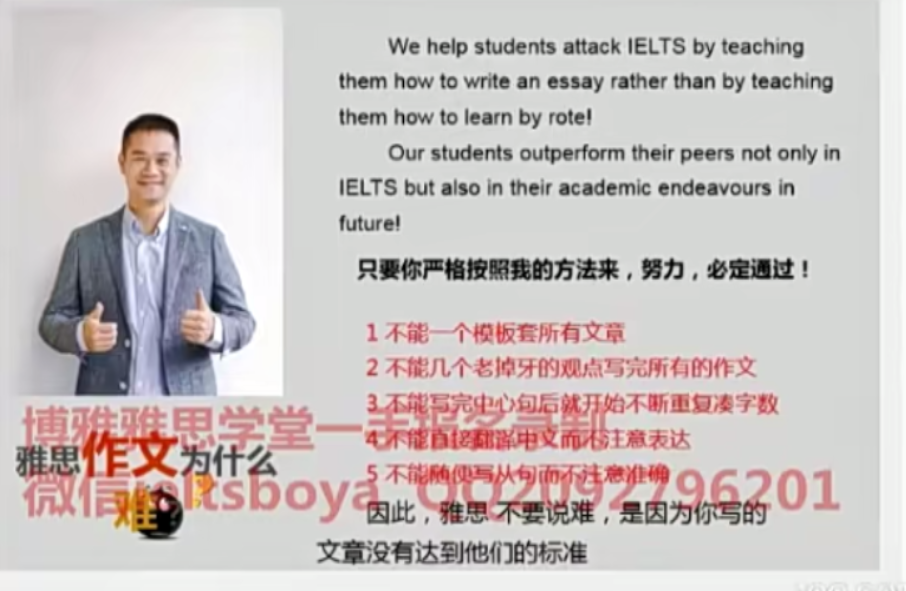 We help students attack IELTS by teaching
them how to write an essay rather than by teaching
them how to learn by rote!
Our students outperform their peers not only in
IELTS but also in their academic endeavours in
future!
只要你严格按照我的方法来，努力，必定通过！
1 不能一个模板套所有文章
2 不能几个老掉牙的观点写完所有的作文
3 不能写完中心句后就开始不断重复凑字数
4 不能直接翻译中文而不注意表达
5 不能随便写从句而不注意准确
因此，雅思 不要说难，是因为你写的
文章没有达到他们的标准
雅思作文为什么
难？
博雅雅思学堂一手报名录制
微信ieltsboya QQ2092796201